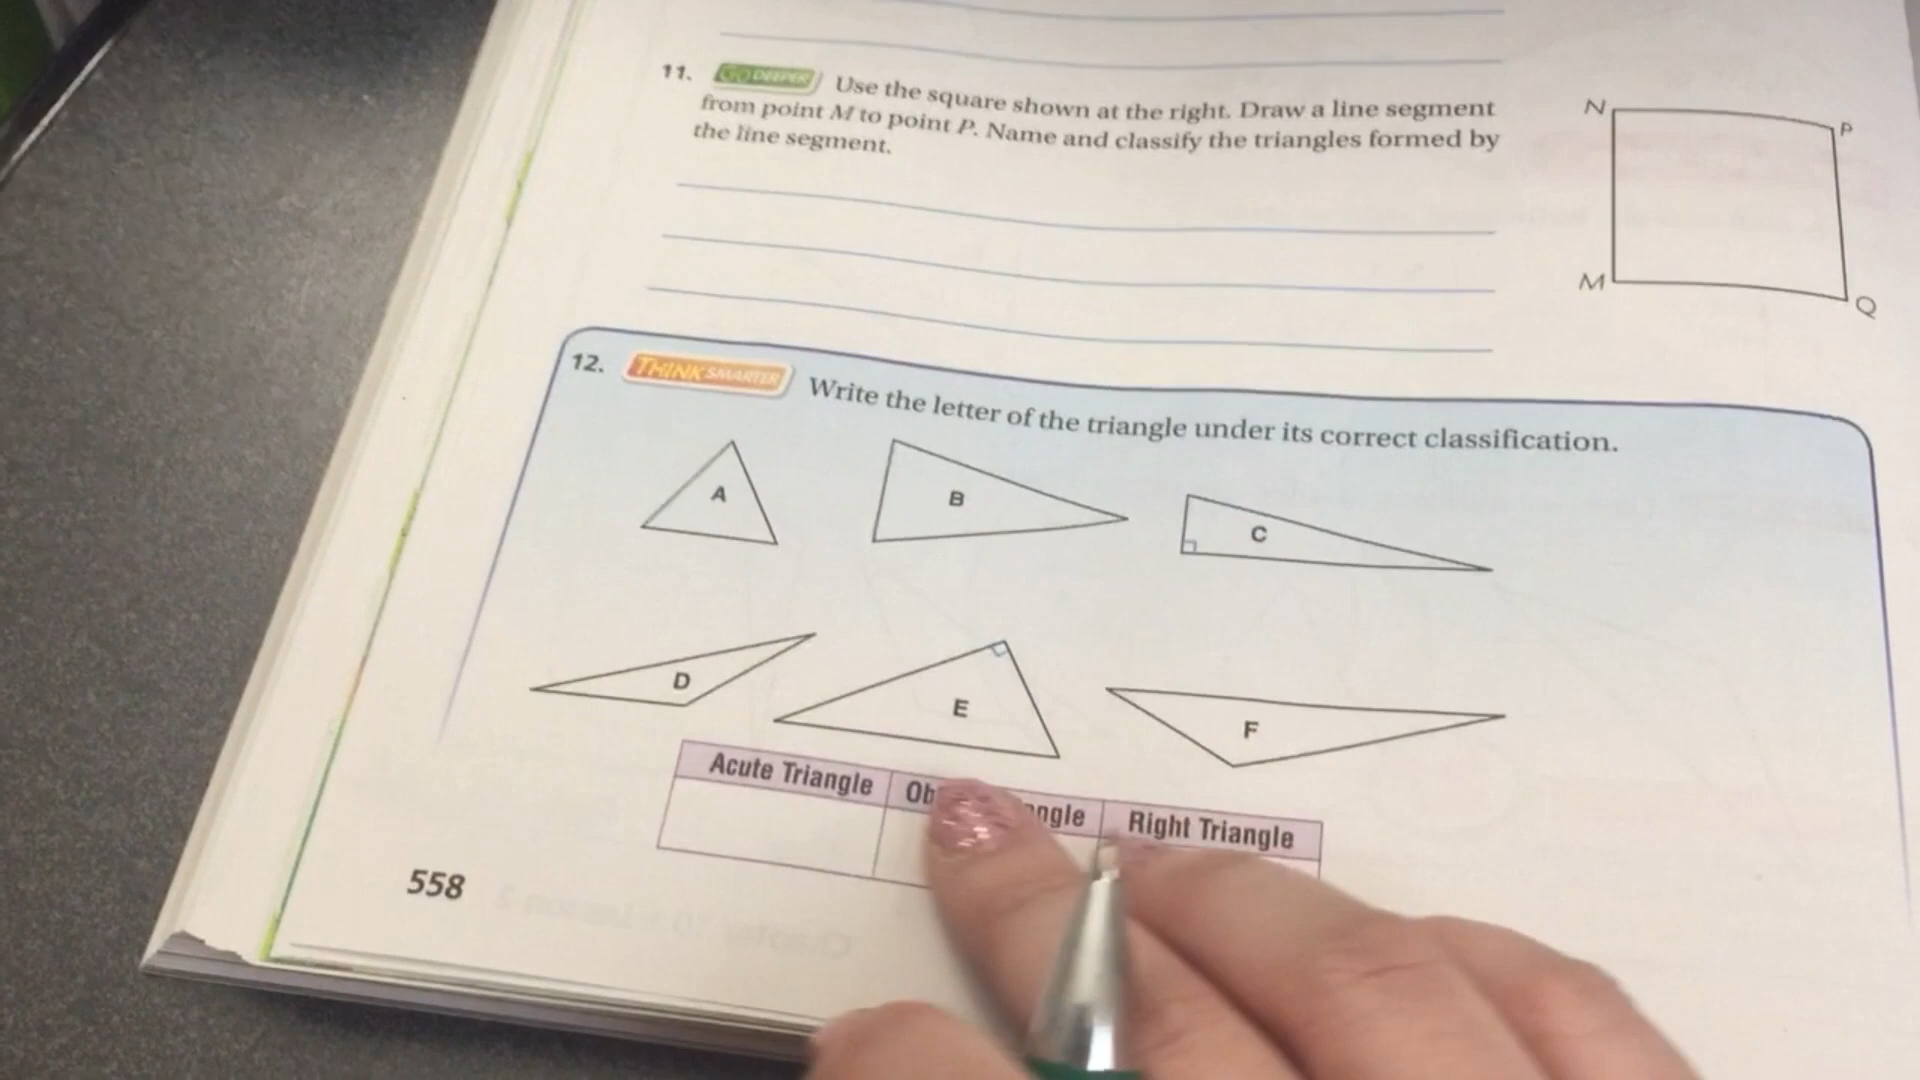 11. GO DEEPER Use the square shown at the right. Draw a line segment
from point M to point P. Name and classify the triangles formed by
the line segment.
N
P
M
Q
12. THINK SMARTER Write the letter of the triangle under its correct classification.
A
B
C
D
E
F
Acute Triangle Right Triangle
558